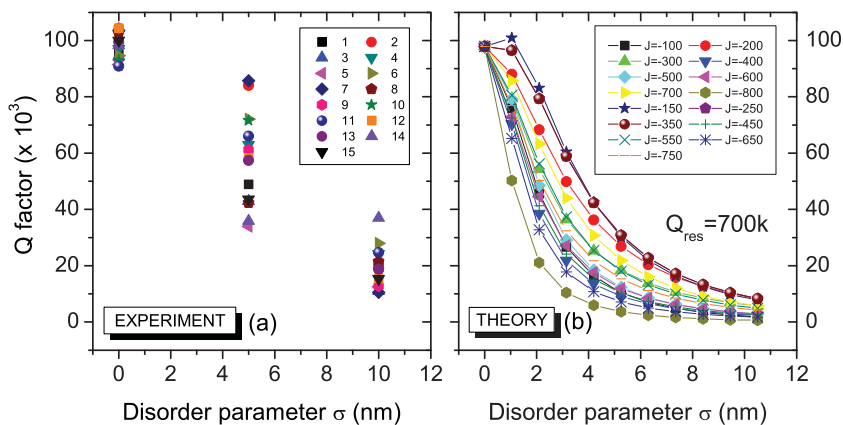 Q factor (x 10³)
100
80
60
40
20
0
1 2
3 4
5 6
7 8
9 10
11 12
13 14
15
EXPERIMENT (a)
0 2 4 6 8 10 12
Disorder parameter σ (nm)
J=-100 J=-200
J=-300 J=-400
J=-500 J=-600
J=-700 J=-800
J=-150 J=-250
J=-350 J=-450
J=-550 J=-650
J=-750
Q_res=700k
THEORY (b)
100
80
60
40
20
0
0 2 4 6 8 10 12
Disorder parameter σ (nm)